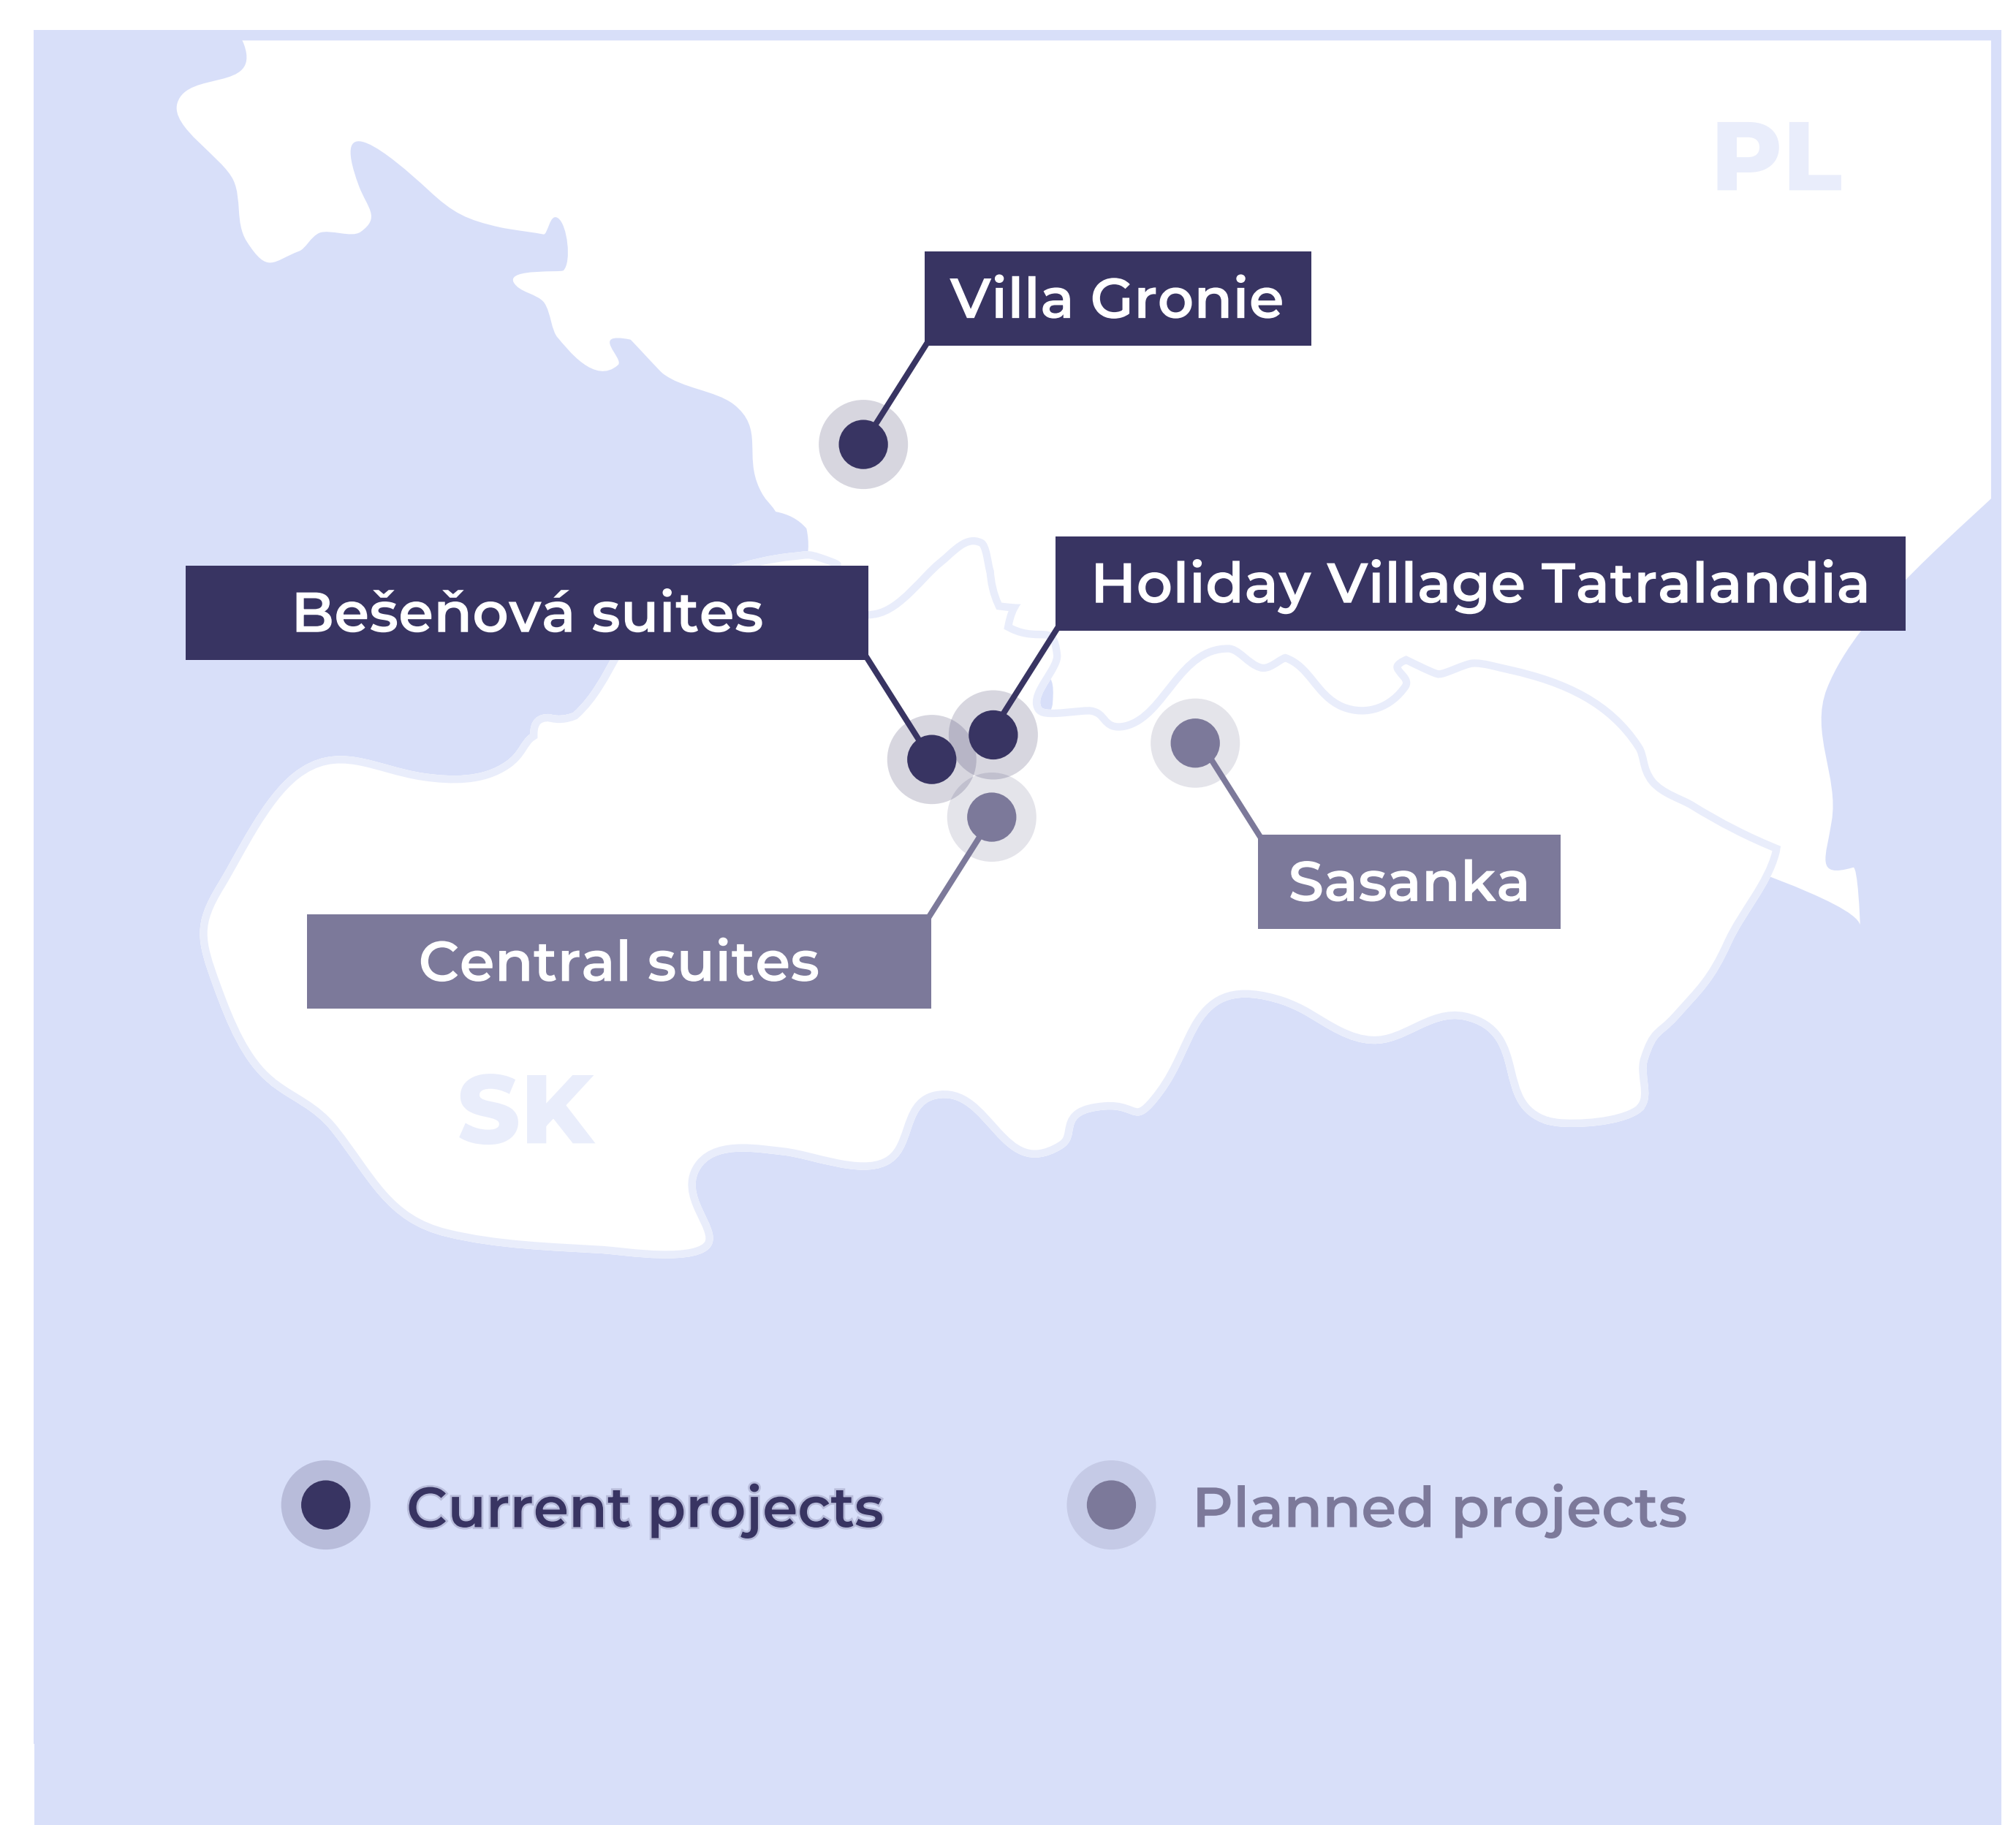 PL
Villa Gronie
Holiday Village Tatralandia
Bešeňová suites
Sasanka
Central suites
SK
Current projects
Planned projects